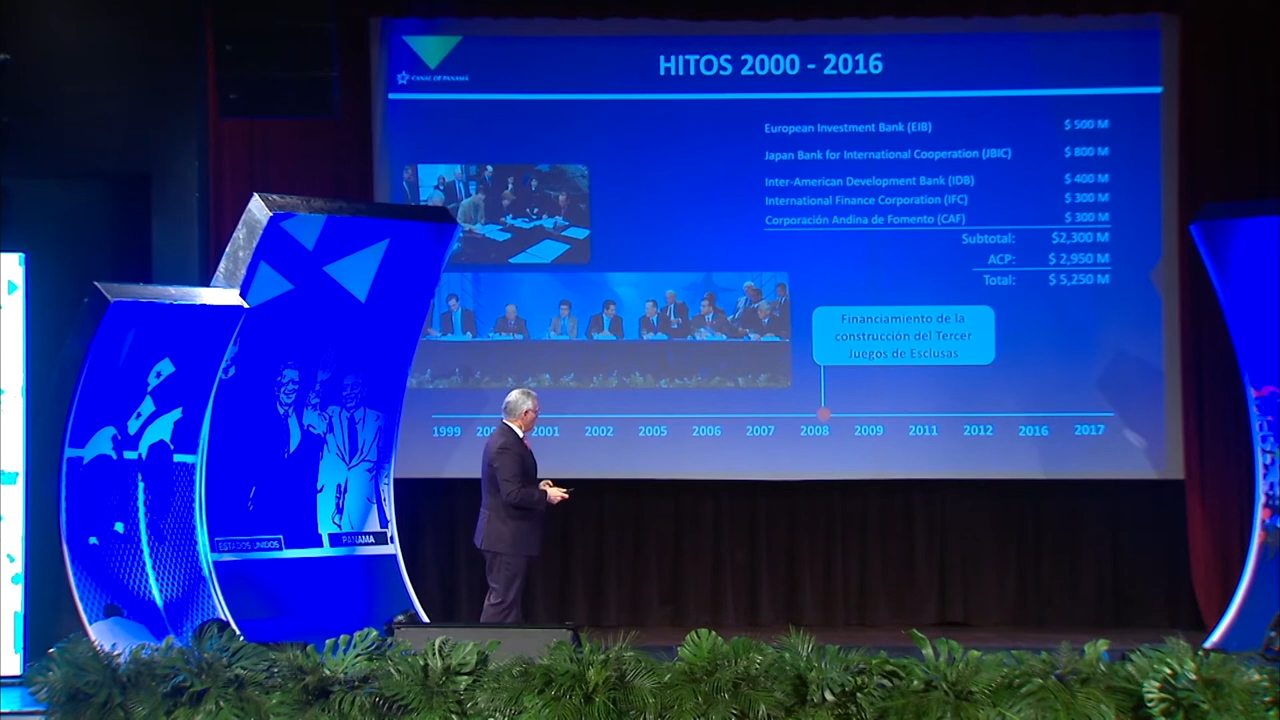 HITOS 2000 - 2016
CANAL DE PANAMÁ
European Investment Bank (EIB) $ 500 M
Japan Bank for International Cooperation (JBIC) $ 800 M
Inter-American Development Bank (IDB) $ 400 M
International Finance Corporation (IFC) $ 300 M
Corporación Andina de Fomento (CAF) $ 300 M
Subtotal: $2,300 M
ACP: $ 2,950 M
Total: $ 5,250 M
Financiamiento de la
construcción del Tercer
Juegos de Esclusas
1999 2001 2002 2005 2006 2007 2008 2009 2011 2012 2016 2017
ESTADOS UNIDOS
PANAMA